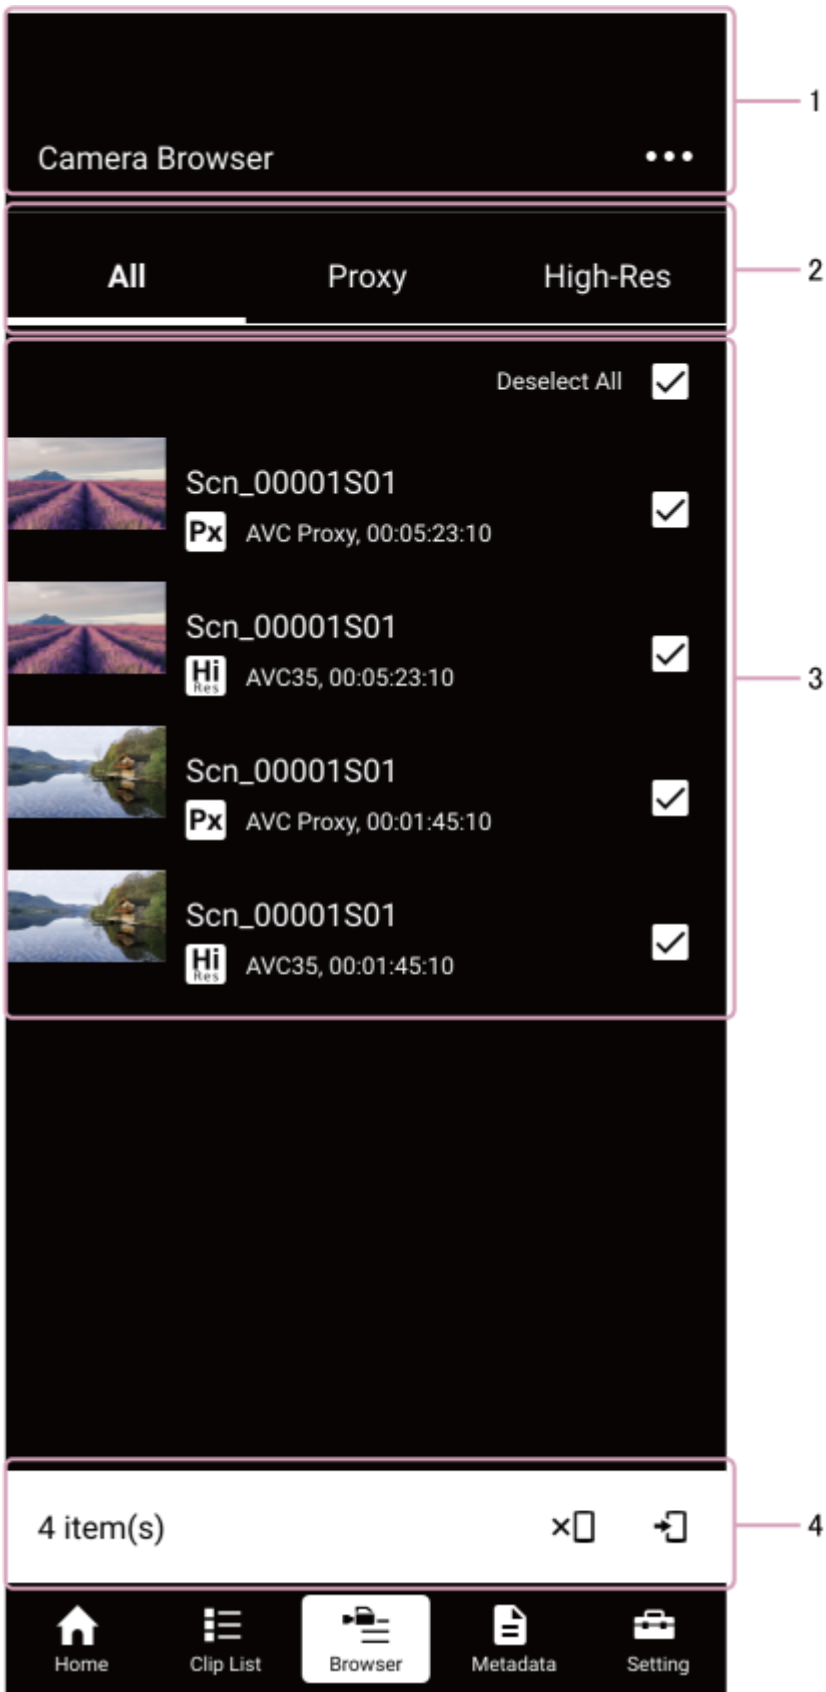 Camera Browser
1
All Proxy High-Res
2
Deselect All
Scn_00001S01
Px AVC Proxy, 00:05:23:10
Scn_00001S01
Hi Res AVC35, 00:05:23:10
3
Scn_00001S01
Px AVC Proxy, 00:01:45:10
Scn_00001S01
Hi Res AVC35, 00:01:45:10
4 item(s)
4
Home Clip List Browser Metadata Setting